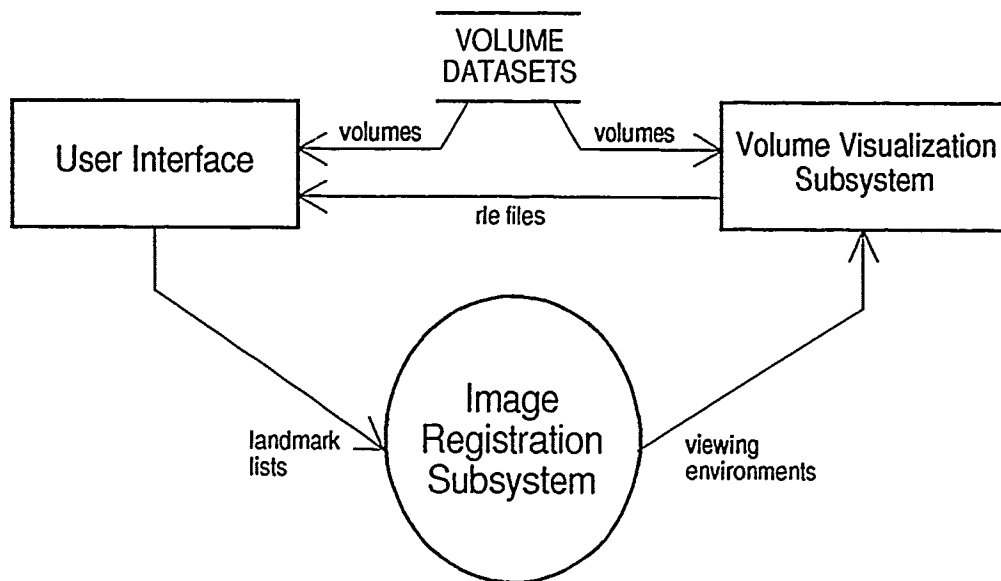 VOLUME
DATASETS
volumes
volumes
User Interface
Volume Visualization
Subsystem
rle files
Image
Registration
Subsystem
landmark
lists
viewing
environments